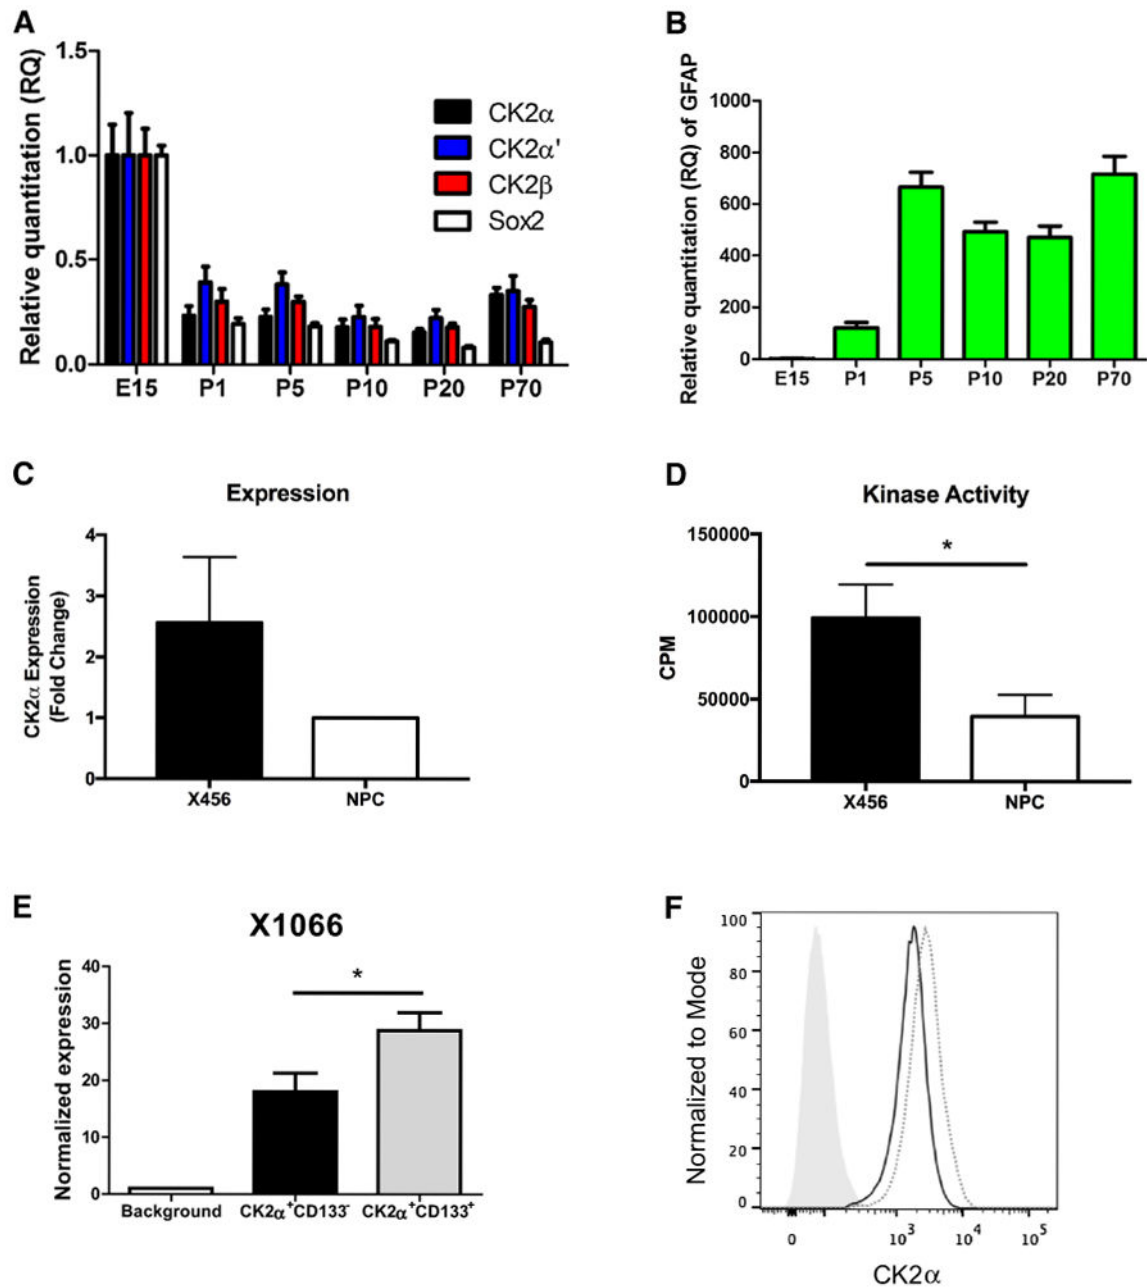 A
Relative quantitation (RQ)
1.5
1.0
0.5
0.0
CK2α
CK2α'
CK2β
Sox2
E15 P1 P5 P10 P20 P70
B
Relative quantitation (RQ) of GFAP
1000
800
600
400
200
0
E15 P1 P5 P10 P20 P70
C
Expression
CK2α Expression
(Fold Change)
4
3
2
1
0
X456 NPC
D
Kinase Activity
CPM
150000
100000
50000
0
*
X456 NPC
E
X1066
Normalized expression
40
30
20
10
0
*
Background CK2α⁺CD133⁻ CK2α⁺CD133⁺
F
Normalized to Mode
100
80
60
40
20
0
0 10³ 10⁴ 10⁵
CK2α